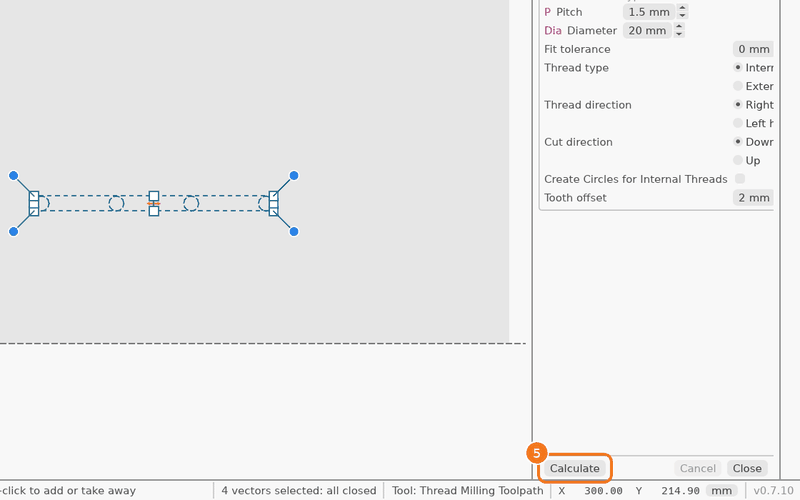 P Pitch 1.5 mm
Dia Diameter 20 mm
Fit tolerance 0 mm
Thread type Inter
Exter
Thread direction Right
Left h
Cut direction Down
Up
Create Circles for Internal Threads
Tooth offset 2 mm
5
Calculate Cancel Close
-click to add or take away 4 vectors selected: all closed Tool: Thread Milling Toolpath X 300.00 Y 214.90 mm v0.7.10